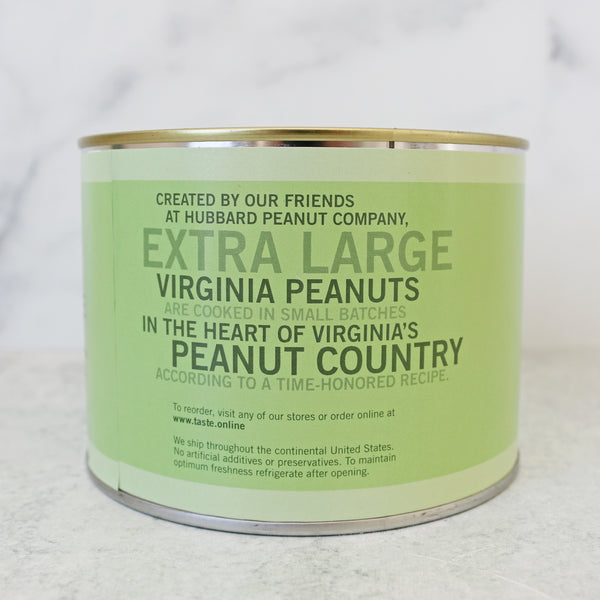 CREATED BY OUR FRIENDS
AT HUBBARD PEANUT COMPANY,
EXTRA LARGE
VIRGINIA PEANUTS
ARE COOKED IN SMALL BATCHES
IN THE HEART OF VIRGINIA'S
PEANUT COUNTRY
ACCORDING TO A TIME-HONORED RECIPE.
To reorder, visit any of our stores or order online at
www.taste.online
We ship throughout the continental United States.
No artificial additives or preservatives. To maintain
optimum freshness refrigerate after opening.